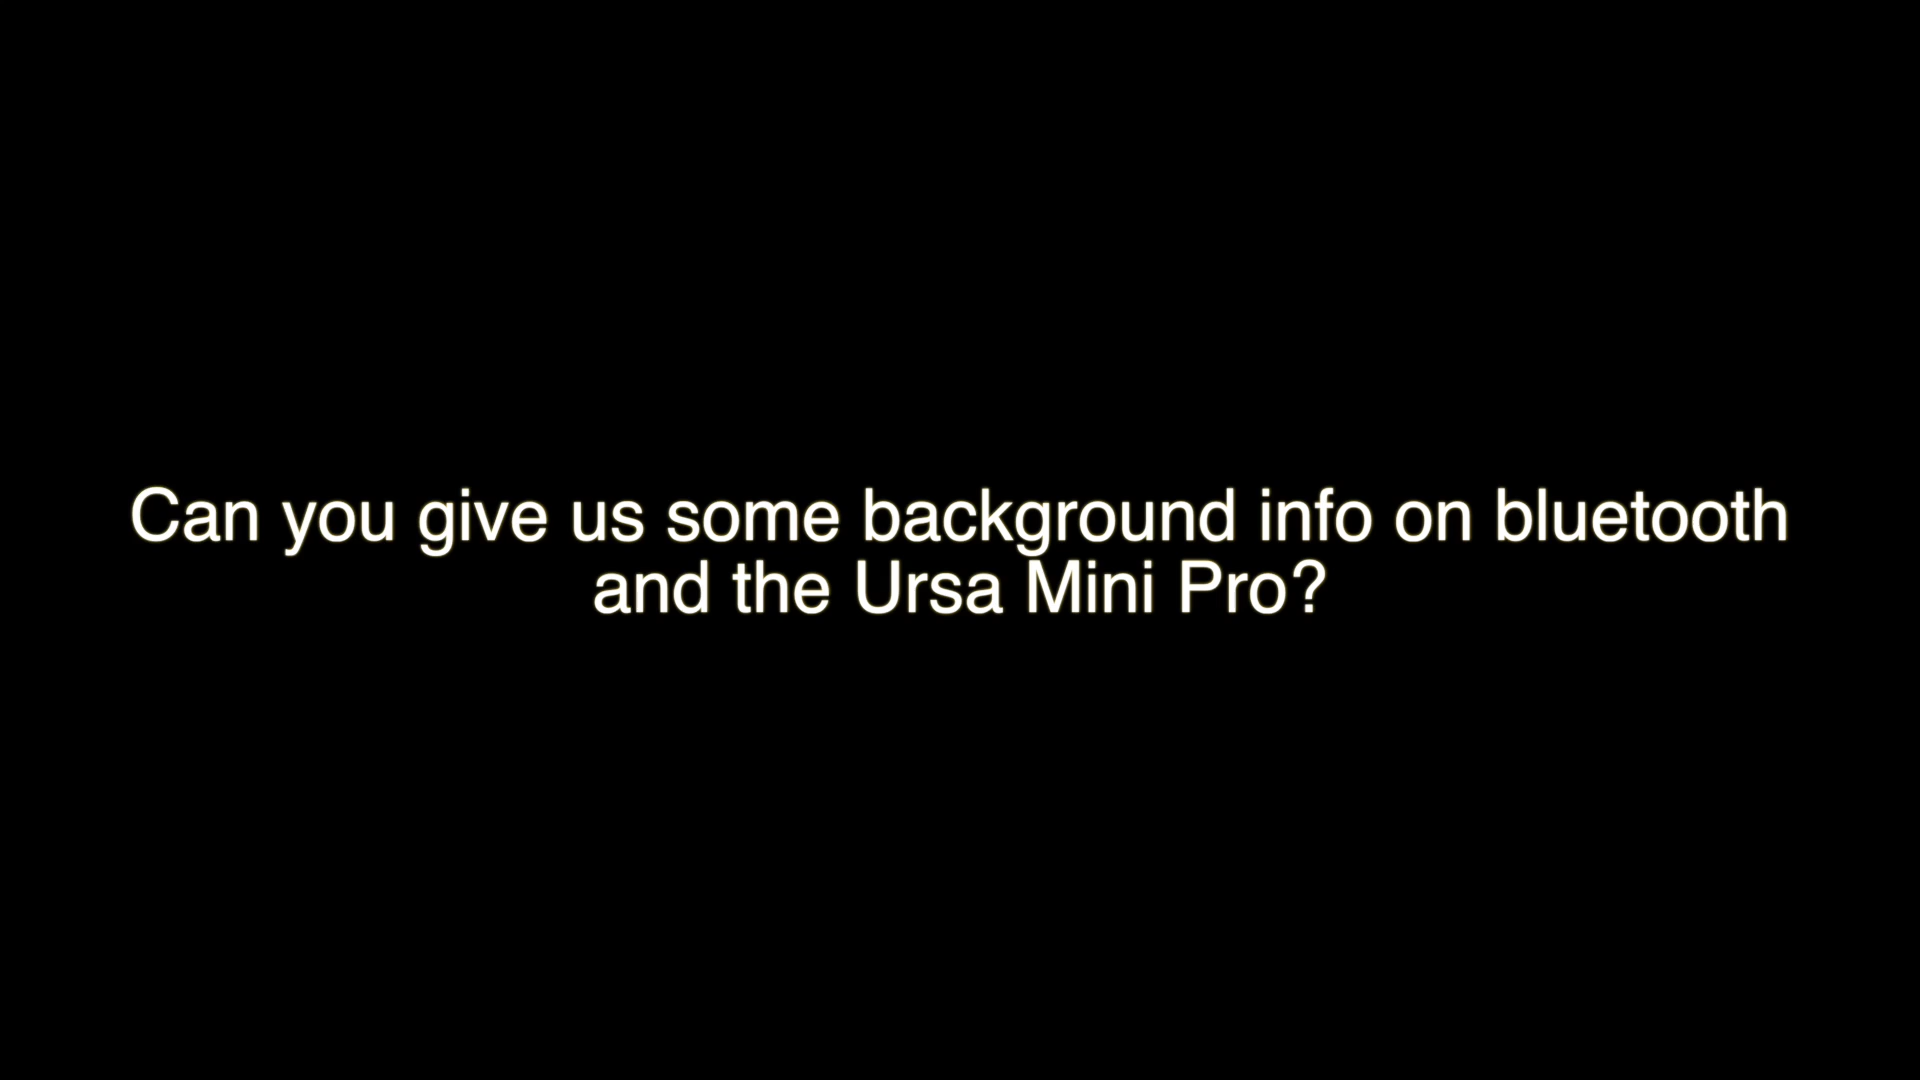 Can you give us some background info on bluetooth
and the Ursa Mini Pro?